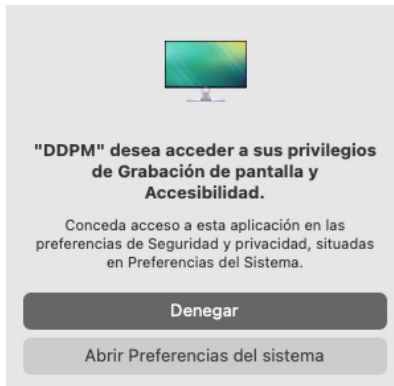 "DDPM" desea acceder a sus privilegios
de Grabación de pantalla y
Accesibilidad.
Conceda acceso a esta aplicación en las
preferencias de Seguridad y privacidad, situadas
en Preferencias del Sistema.
Denegar
Abrir Preferencias del sistema